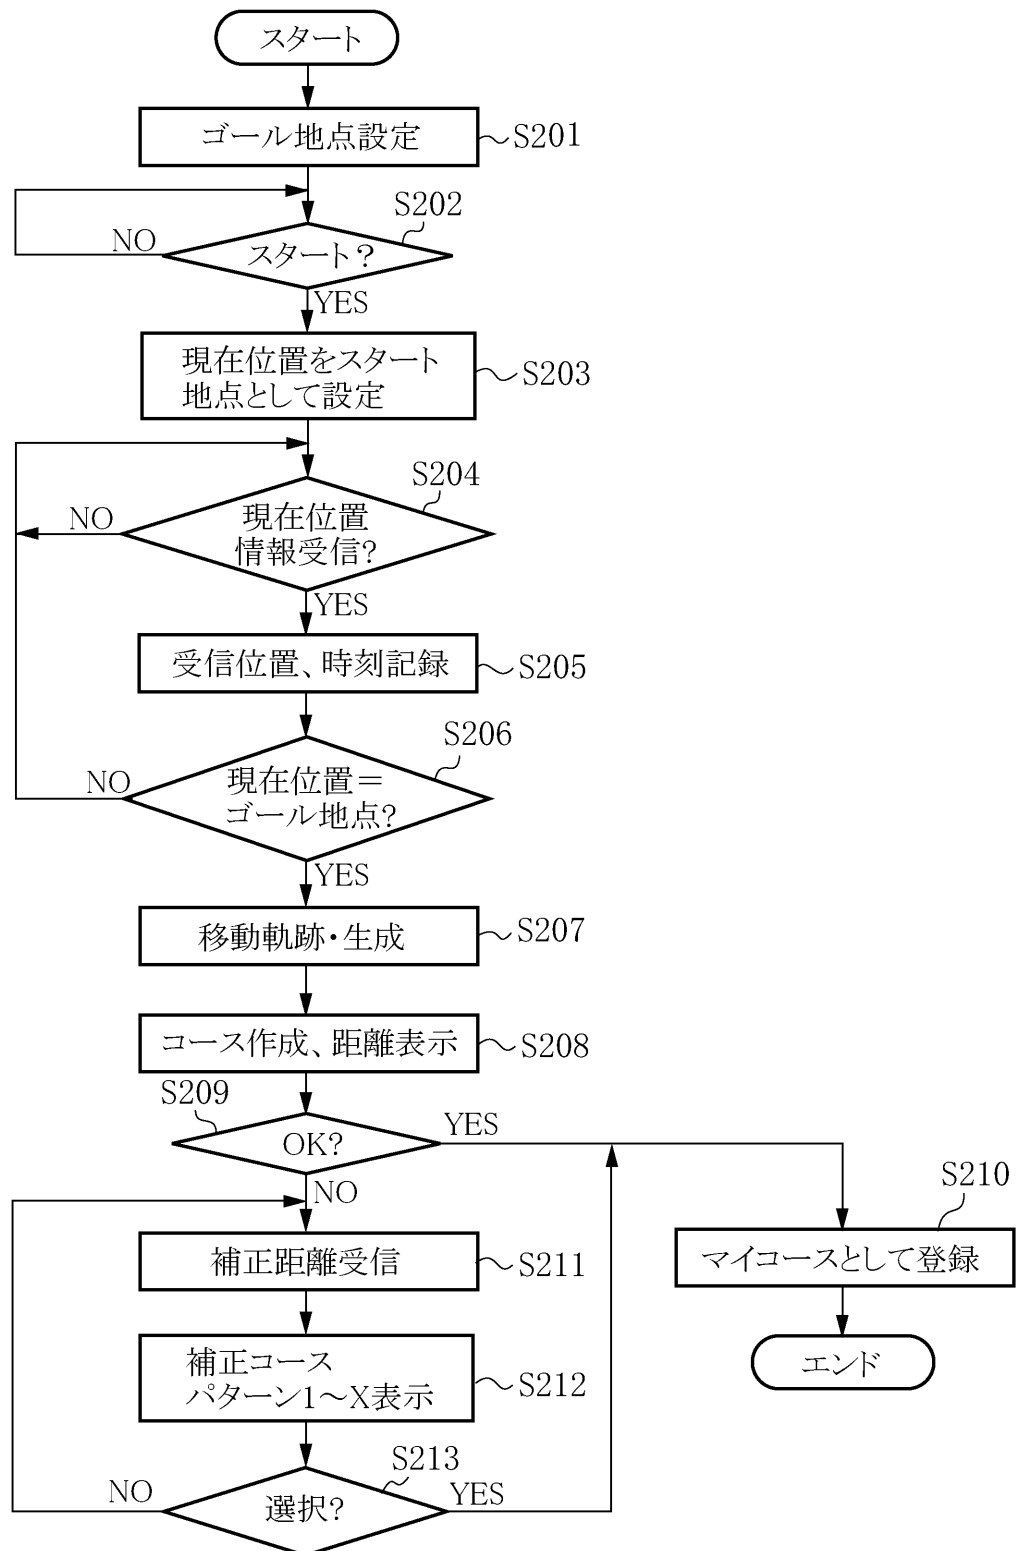 スタート
ゴール地点設定
S201
S202
スタート?
NO
YES
現在位置をスタート
地点として設定
S203
S204
現在位置
情報受信?
NO
YES
受信位置、時刻記録
S205
S206
現在位置＝
ゴール地点?
NO
YES
移動軌跡・生成
S207
コース作成、距離表示
S208
S209
OK?
YES
NO
S210
マイコースとして登録
エンド
補正距離受信
S211
補正コース
パターン1～X表示
S212
S213
選択?
NO
YES